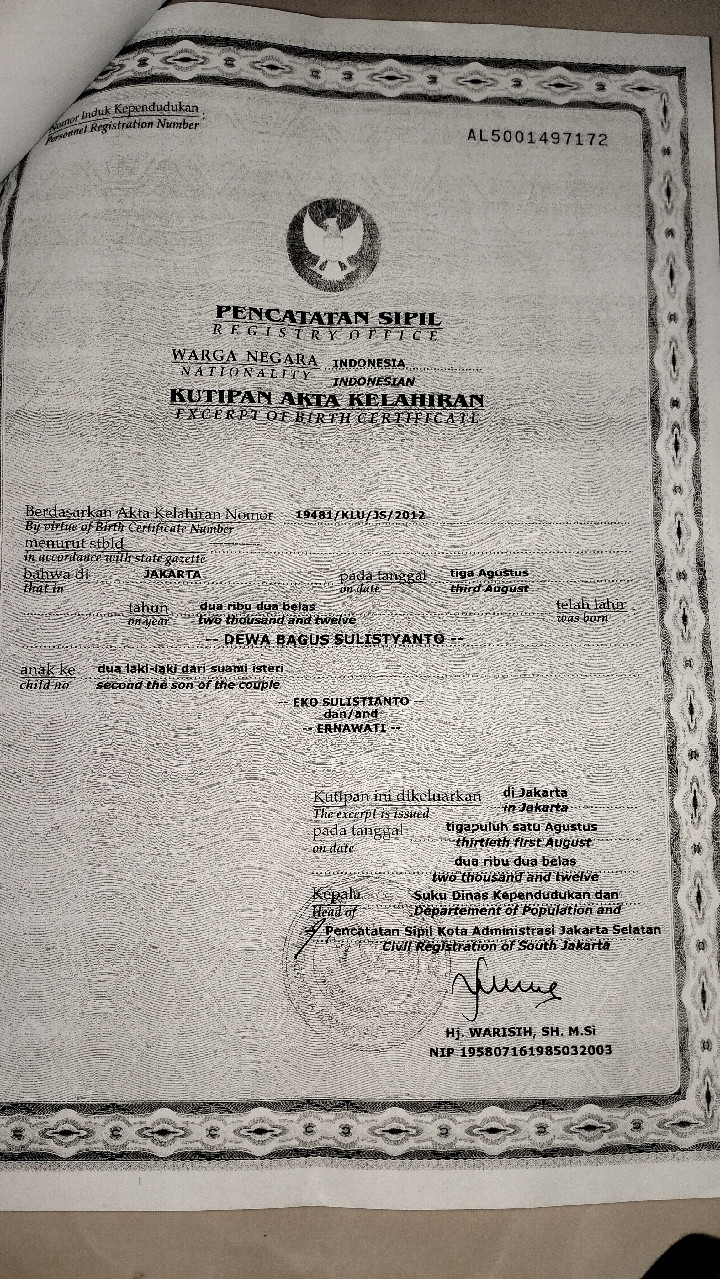 Nomor Induk Kependudukan :
Personnel Registration Number
AL5001497172
PENCATATAN SIPIL
REGISTRY OFFICE
WARGA NEGARA INDONESIA
NATIONALITY INDONESIAN
KUTIPAN AKTA KELAHIRAN
EXCERPT OF BIRTH CERTIFICATE
Berdasarkan Akta Kelahiran Nomor 19481/KLU/JS/2012
By virtue of Birth Certificate Number
menurut stbld
in accordance with state gazette
bahwa di JAKARTA pada tanggal tiga Agustus
that in on date third August
tahun dua ribu dua belas telah lahir
on year two thousand and twelve was born
-- DEWA BAGUS SULISTYANTO --
anak ke dua laki-laki dari suami isteri
child no second the son of the couple
-- EKO SULISTIANTO --
dan/and
-- ERNAWATI --
Kutipan ini dikeluarkan di Jakarta
The excerpt is issued in Jakarta
pada tanggal tigapuluh satu Agustus
on date thirtieth first August
dua ribu dua belas
two thousand and twelve
Kepala Suku Dinas Kependudukan dan
Head of Departement of Population and
Pencatatan Sipil Kota Administrasi Jakarta Selatan
Civil Registration of South Jakarta
Hj. WARISIH, SH. M.Si
NIP 195807161985032003